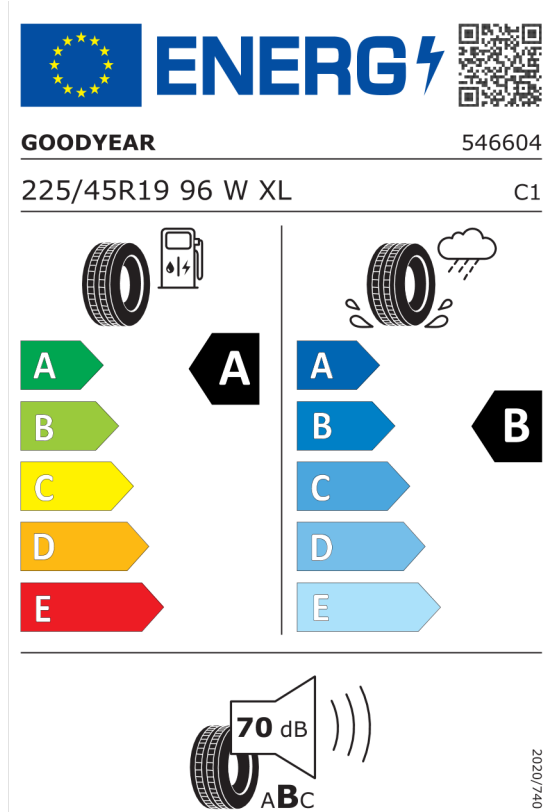 ENERG
GOODYEAR 546604
225/45R19 96 W XL C1
A A A
B B B
C C
D D
E E
70 dB
ABC
2020/740